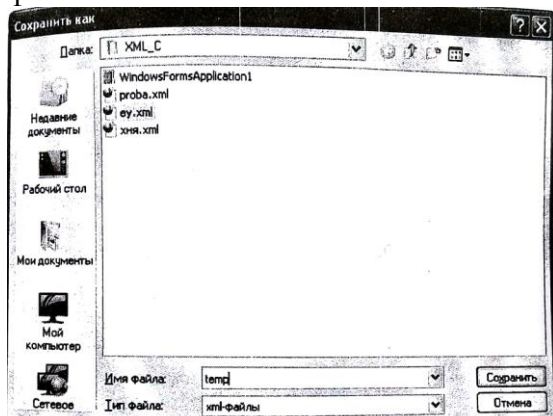 Сохранить как
Папка:
XML_C
WindowsFormsApplication1
proba.xml
ey.xml
хня.xml
Недавние
документы
Рабочий стол
Мои документы
Мой
компьютер
Сетевое
Имя файла:
temp
Сохранить
Тип файла:
xml-файлы
Отмена